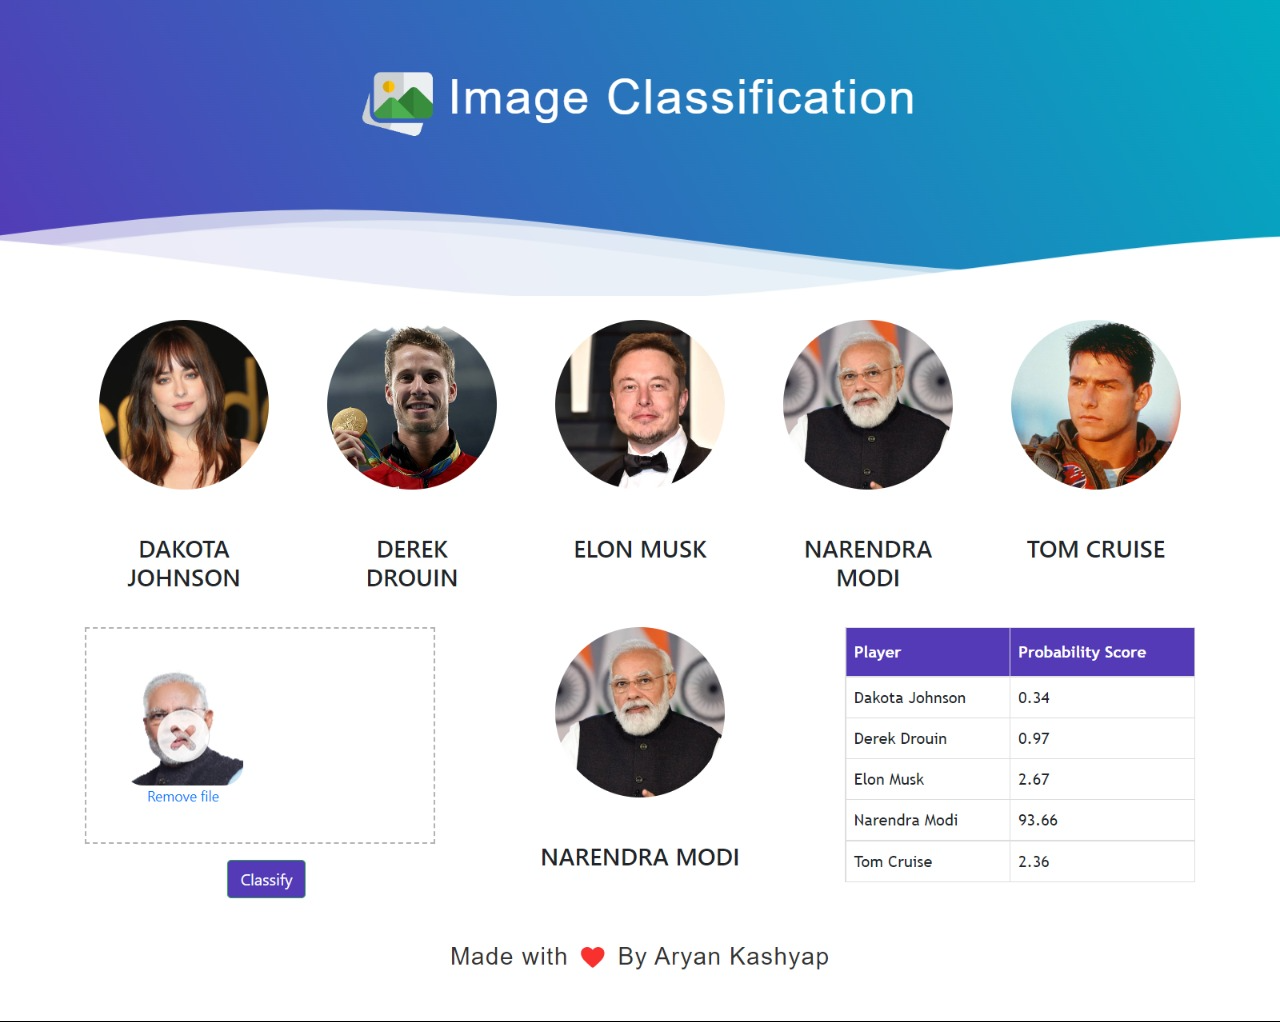 Image Classification
DAKOTA
JOHNSON
DEREK
DROUIN
ELON MUSK
NARENDRA
MODI
TOM CRUISE
Remove file
Classify
NARENDRA MODI
Player Probability Score
Dakota Johnson 0.34
Derek Drouin 0.97
Elon Musk 2.67
Narendra Modi 93.66
Tom Cruise 2.36
Made with ❤ By Aryan Kashyap